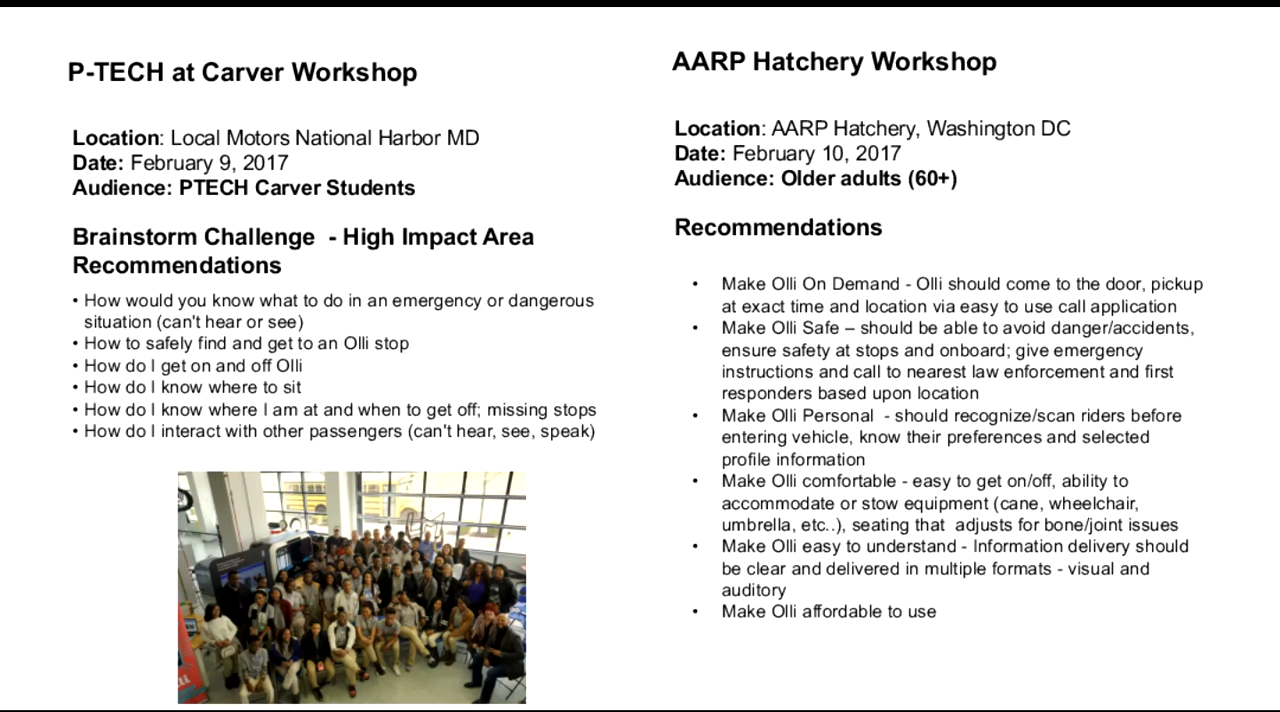 P-TECH at Carver Workshop
Location: Local Motors National Harbor MD
Date: February 9, 2017
Audience: PTECH Carver Students
Brainstorm Challenge  - High Impact Area
Recommendations
• How would you know what to do in an emergency or dangerous
situation (can't hear or see)
• How to safely find and get to an Olli stop
• How do I get on and off Olli
• How do I know where to sit
• How do I know where I am at and when to get off; missing stops
• How do I interact with other passengers (can't hear, see, speak)
AARP Hatchery Workshop
Location: AARP Hatchery, Washington DC
Date: February 10, 2017
Audience: Older adults (60+)
Recommendations
• Make Olli On Demand - Olli should come to the door, pickup
at exact time and location via easy to use call application
• Make Olli Safe – should be able to avoid danger/accidents,
ensure safety at stops and onboard; give emergency
instructions and call to nearest law enforcement and first
responders based upon location
• Make Olli Personal  - should recognize/scan riders before
entering vehicle, know their preferences and selected
profile information
• Make Olli comfortable - easy to get on/off, ability to
accommodate or stow equipment (cane, wheelchair,
umbrella, etc..), seating that  adjusts for bone/joint issues
• Make Olli easy to understand - Information delivery should
be clear and delivered in multiple formats - visual and
auditory
• Make Olli affordable to use